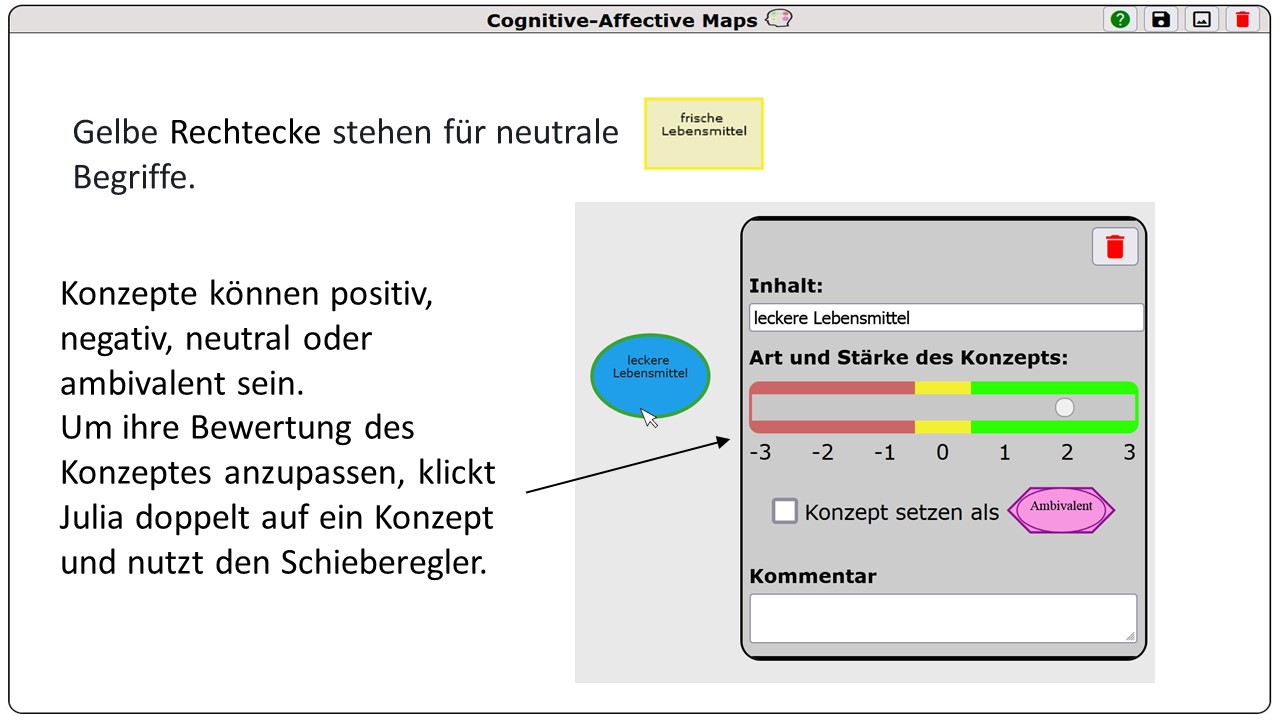 Cognitive-Affective Maps
Gelbe Rechtecke stehen für neutrale
Begriffe.
frische
Lebensmittel
Konzepte können positiv,
negativ, neutral oder
ambivalent sein.
Um ihre Bewertung des
Konzeptes anzupassen, klickt
Julia doppelt auf ein Konzept
und nutzt den Schieberegler.
leckere
Lebensmittel
Inhalt:
leckere Lebensmittel
Art und Stärke des Konzepts:
-3 -2 -1 0 1 2 3
Konzept setzen als Ambivalent
Kommentar